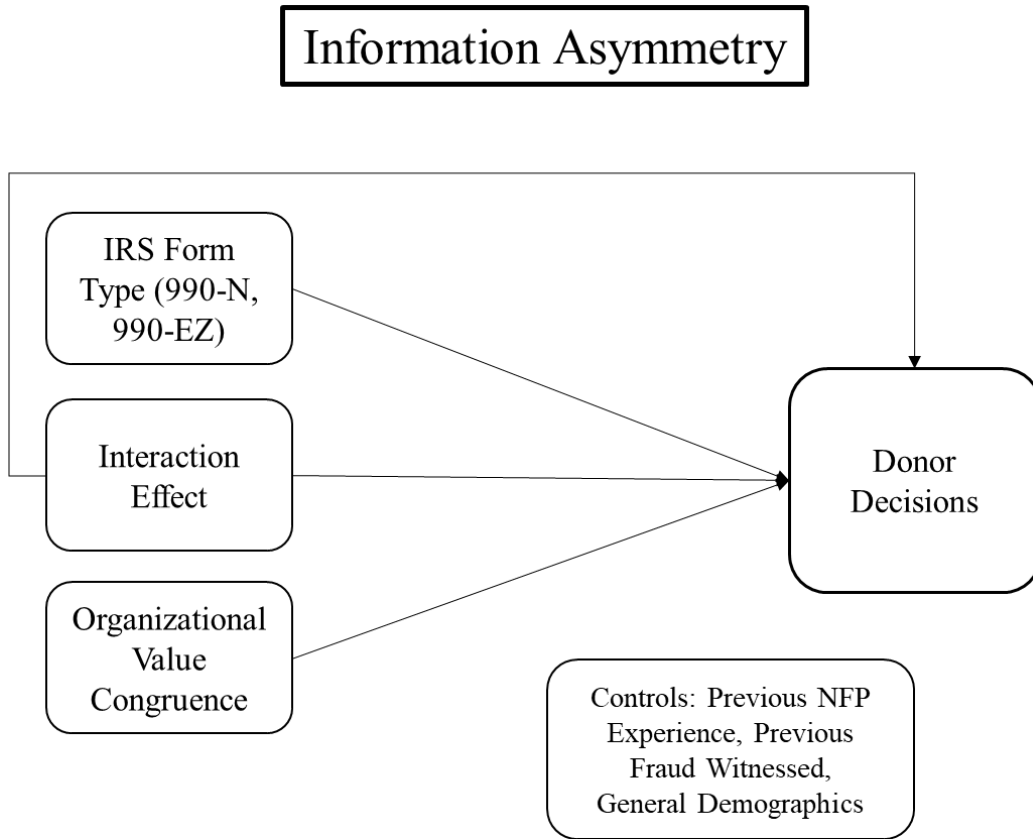 Information Asymmetry
IRS Form
Type (990-N,
990-EZ)
Interaction
Effect
Organizational
Value
Congruence
Donor
Decisions
Controls: Previous NFP
Experience, Previous
Fraud Witnessed,
General Demographics